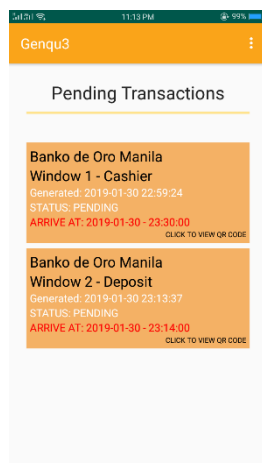 11:13 PM
99%
Genqu3
Pending Transactions
Banko de Oro Manila
Window 1 - Cashier
Generated: 2019-01-30 22:59:24
STATUS: PENDING
ARRIVE AT: 2019-01-30 - 23:30:00
CLICK TO VIEW QR CODE
Banko de Oro Manila
Window 2 - Deposit
Generated: 2019-01-30 23:13:37
STATUS: PENDING
ARRIVE AT: 2019-01-30 - 23:14:00
CLICK TO VIEW QR CODE